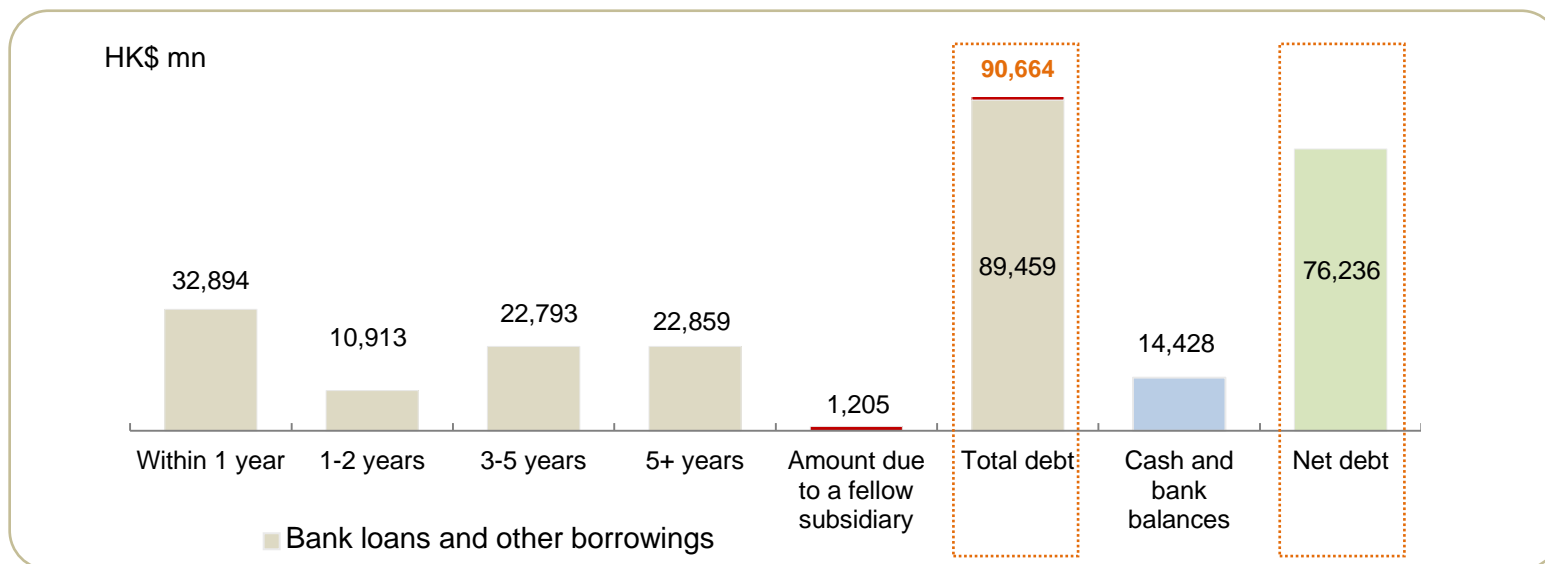 HK$ mn
90,664
32,894
10,913
22,793
22,859
1,205
89,459
14,428
76,236
Within 1 year
1-2 years
3-5 years
5+ years
Amount due
to a fellow
subsidiary
Total debt
Cash and
bank
balances
Net debt
Bank loans and other borrowings